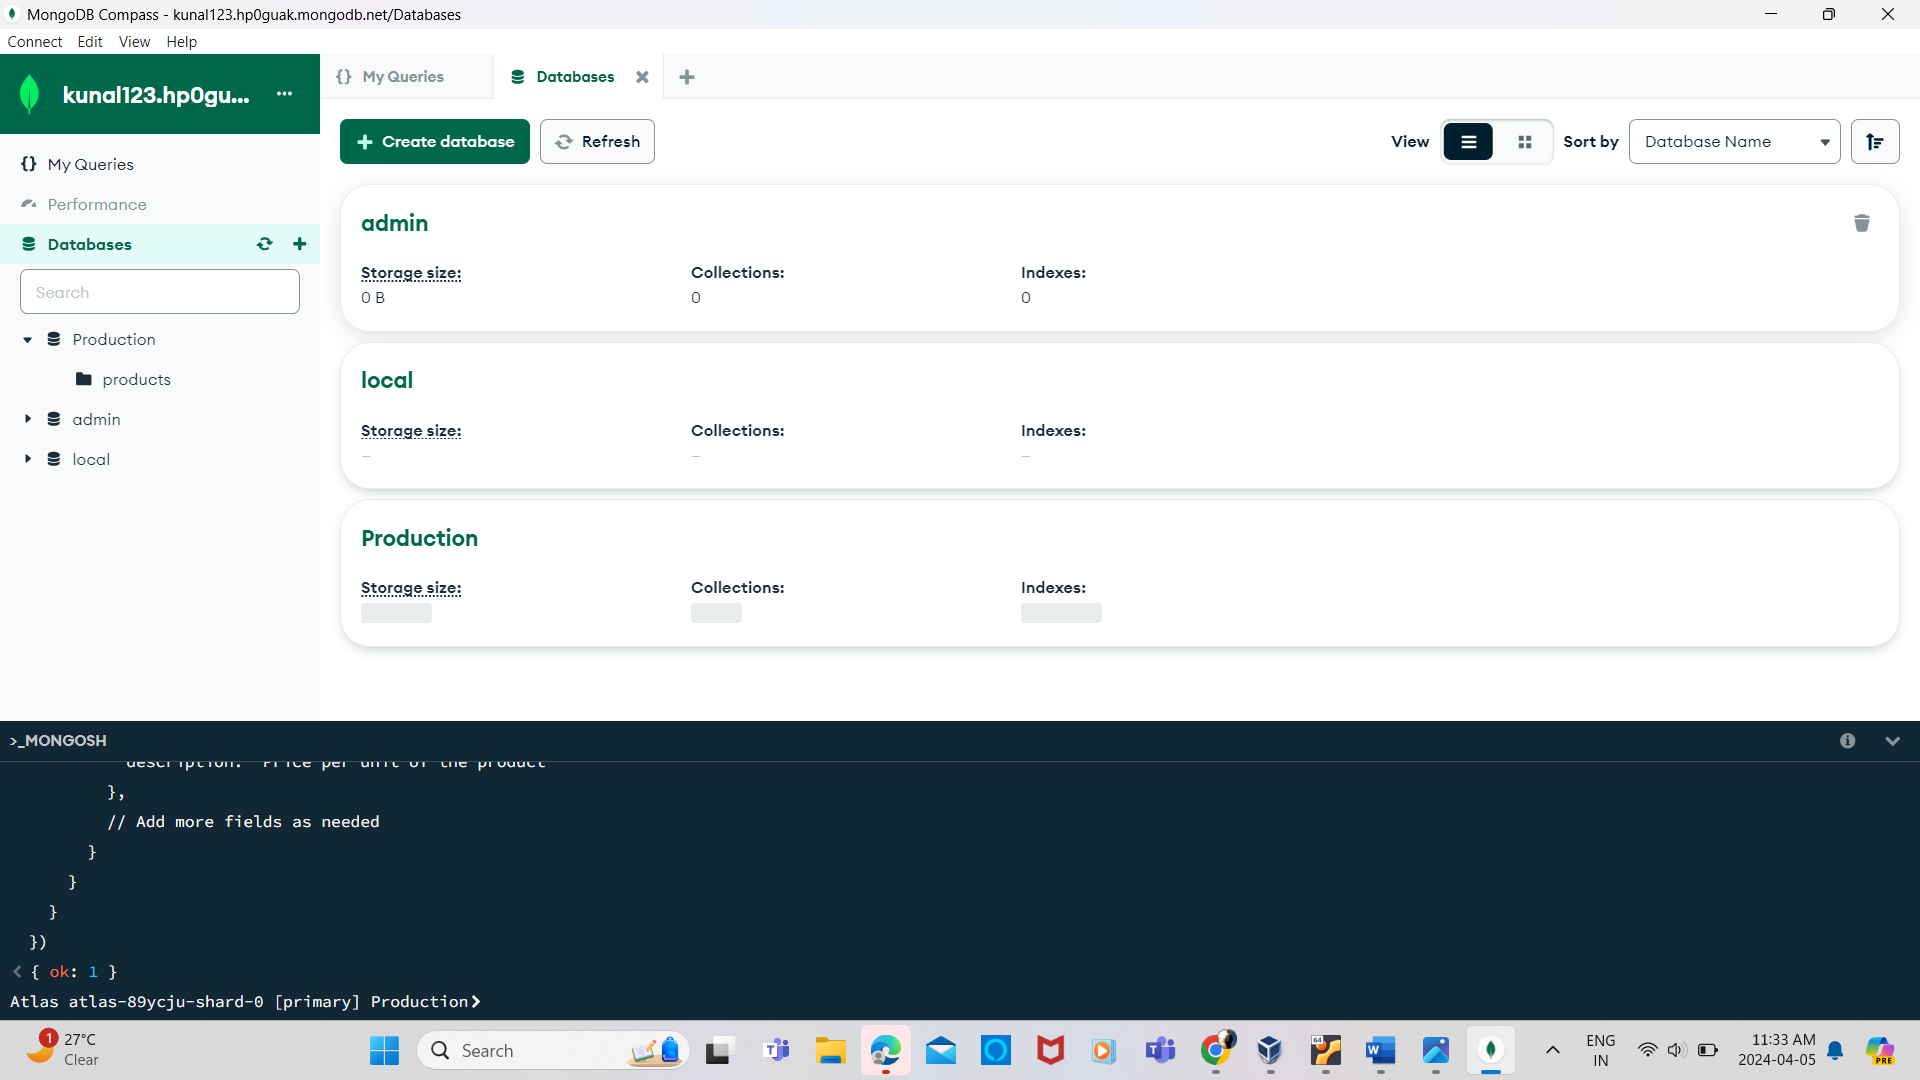 MongoDB Compass - kunal123.hp0guak.mongodb.net/Databases
Connect Edit View Help
kunal123.hp0gu... ...
{} My Queries
Databases
My Queries
Performance
Databases
Search
Production
products
admin
local
Create database
Refresh
View
Sort by
Database Name
admin
Storage size: Collections: Indexes:
0 B 0 0
local
Storage size: Collections: Indexes:
– – –
Production
Storage size: Collections: Indexes:
>_MONGOSH
description: Price per unit of the product
},
// Add more fields as needed
}
}
}
})
< { ok: 1 }
Atlas atlas-89ycju-shard-0 [primary] Production>
1
27°C
Clear
Search
64
ENG
IN
11:33 AM
2024-04-05
PRE